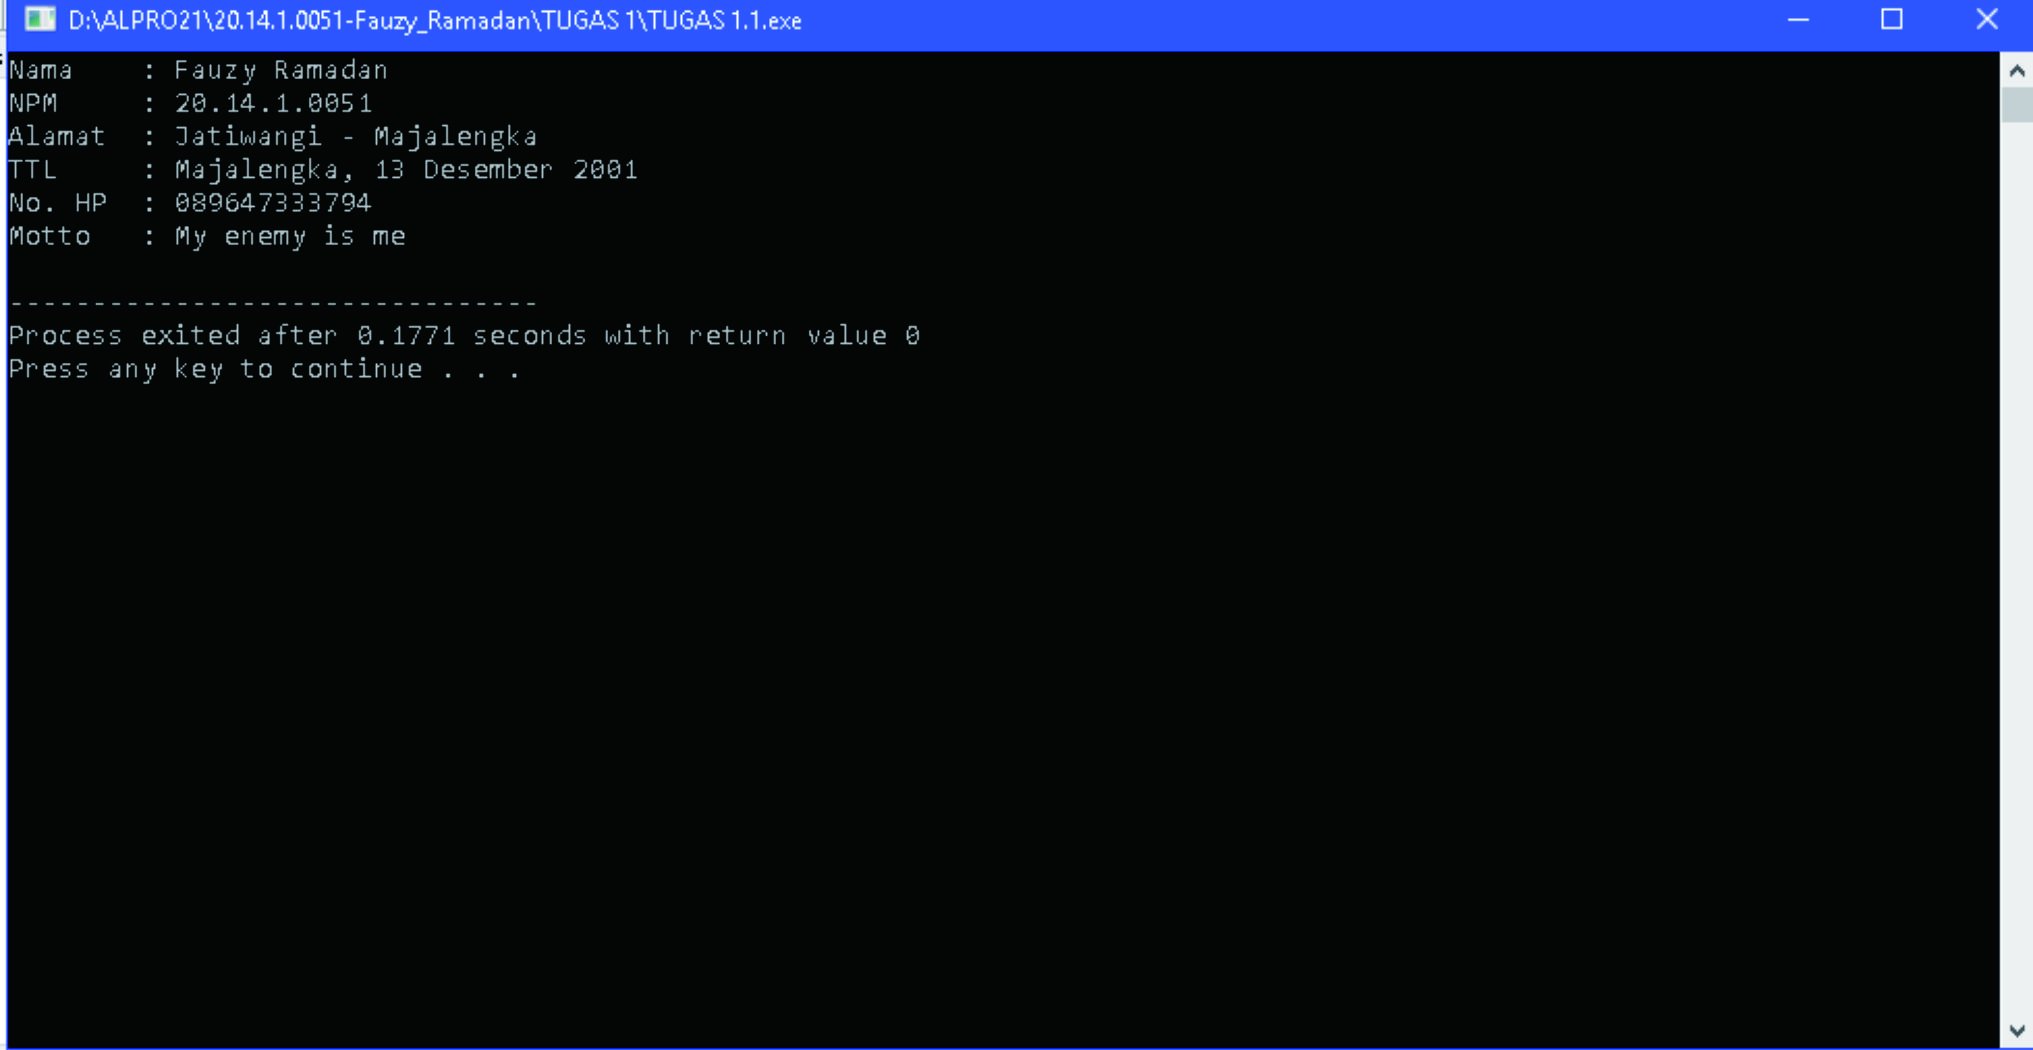 D:\ALPRO21\20.14.1.0051-Fauzy_Ramadan\TUGAS 1\TUGAS 1.1.exe
Nama    : Fauzy Ramadan
NPM     : 20.14.1.0051
Alamat  : Jatiwangi - Majalengka
TTL     : Majalengka, 13 Desember 2001
No. HP  : 089647333794
Motto   : My enemy is me
--------------------------------
Process exited after 0.1771 seconds with return value 0
Press any key to continue . . .